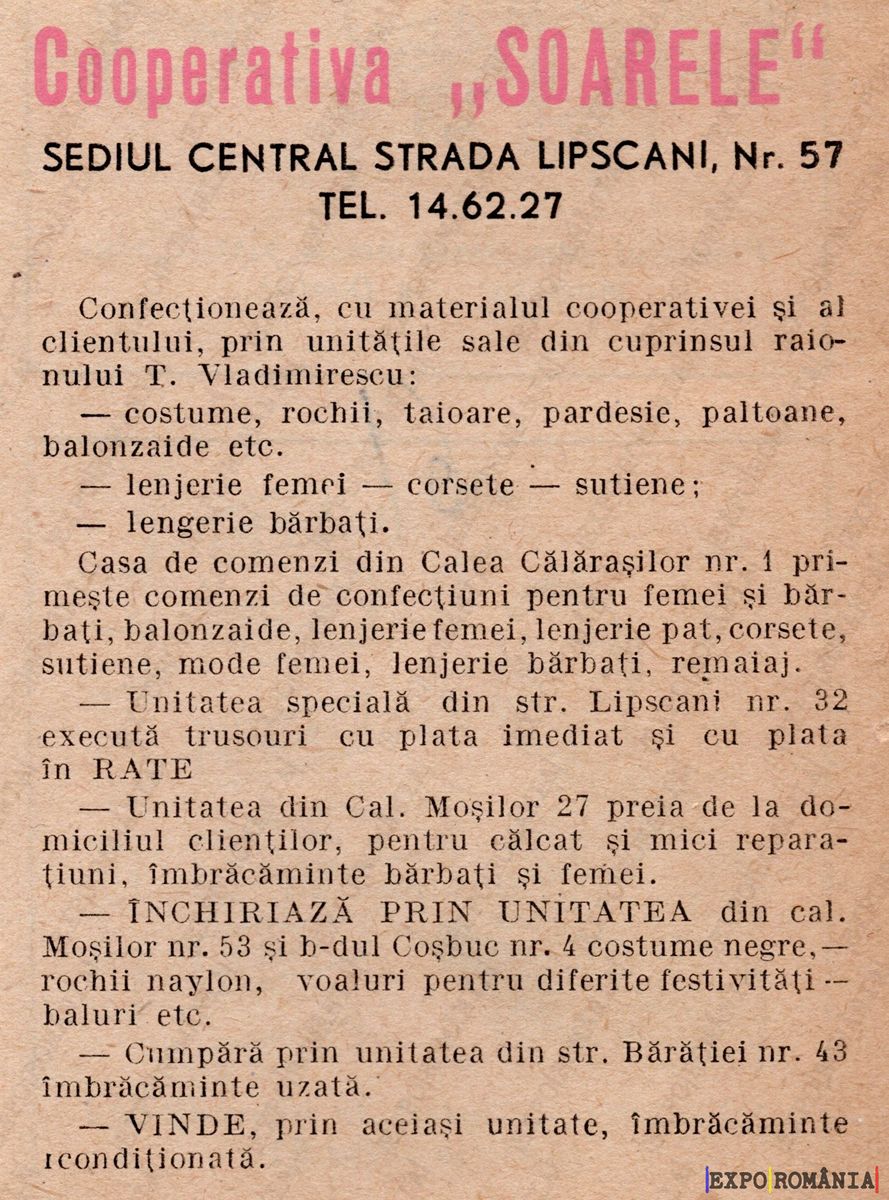 Cooperativa „SOARELE“
SEDIUL CENTRAL STRADA LIPSCANI, Nr. 57
TEL. 14.62.27
Confecționează, cu materialul cooperativei și al
clientului, prin unitățile sale din cuprinsul raio-
nului T. Vladimirescu:
— costume, rochii, taioare, pardesie, paltoane,
balonzaide etc.
— lenjerie femei — corsete — sutiene;
— lengerie bărbați.
Casa de comenzi din Calea Călărașilor nr. 1 pri-
mește comenzi de confecțiuni pentru femei și băr-
bați, balonzaide, lenjerie femei, lenjerie pat, corsete,
sutiene, mode femei, lenjerie bărbați, remaiaj.
— Unitatea specială din str. Lipscani nr. 32
execută trusouri cu plata imediat și cu plata
în RATE
— Unitatea din Cal. Moșilor 27 preia de la do-
miciliul clienților, pentru călcat și mici repara-
țiuni, îmbrăcăminte bărbați și femei.
— ÎNCHIRIAZĂ PRIN UNITATEA din cal.
Moșilor nr. 53 și b-dul Coșbuc nr. 4 costume negre,—
rochii naylon, voaluri pentru diferite festivități —
baluri etc.
— Cumpără prin unitatea din str. Bărăției nr. 43
îmbrăcăminte uzată.
— VINDE, prin aceiași unitate, îmbrăcăminte
icondiționată.
EXPO ROMÂNIA